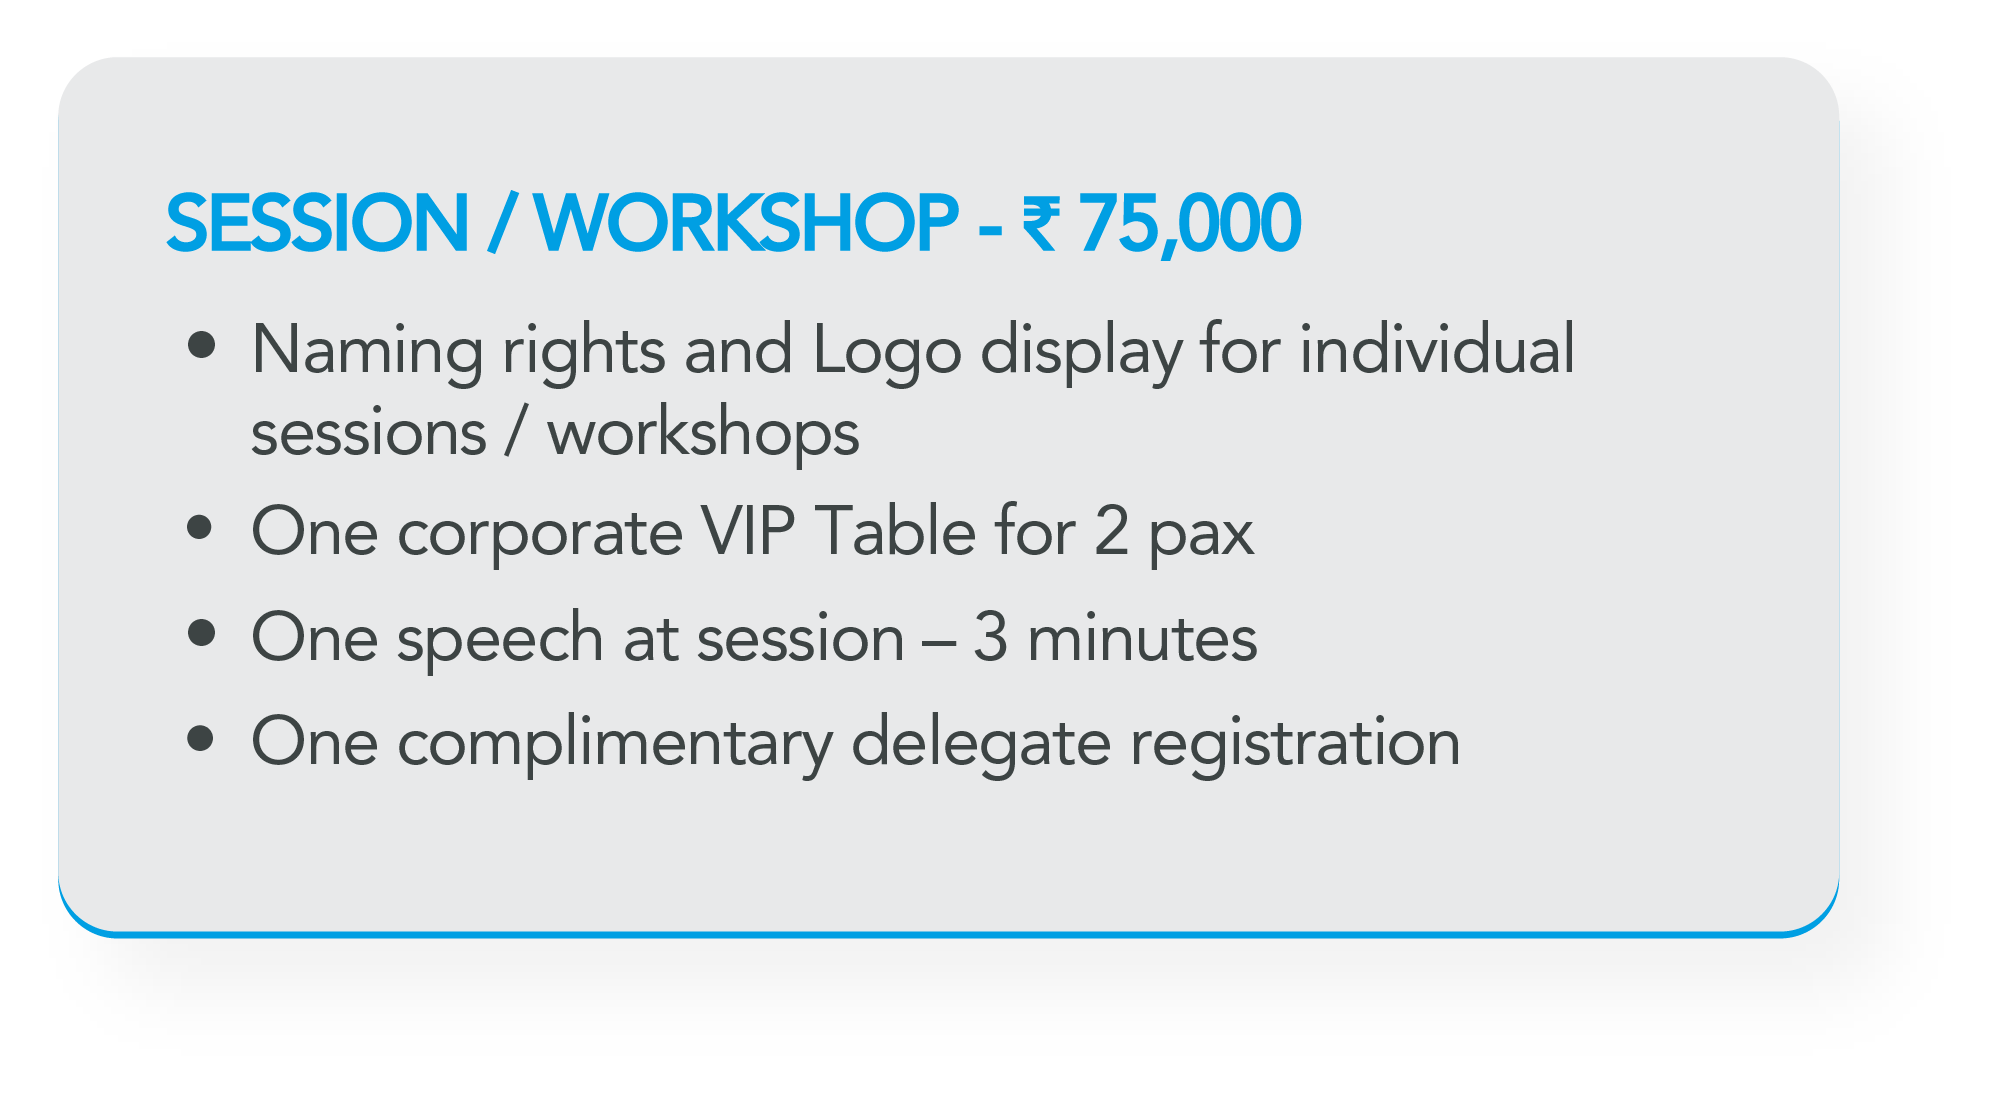 SESSION / WORKSHOP - ₹ 75,000
• Naming rights and Logo display for individual
sessions / workshops
• One corporate VIP Table for 2 pax
• One speech at session – 3 minutes
• One complimentary delegate registration